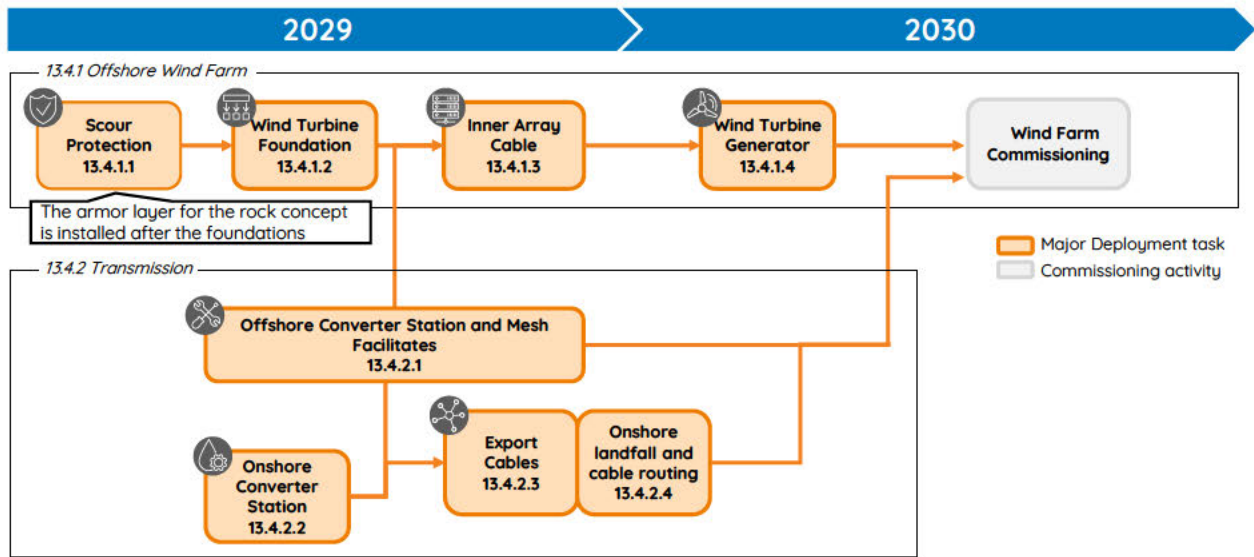 2029
2030
13.4.1 Offshore Wind Farm
Scour
Protection
13.4.1.1
Wind Turbine
Foundation
13.4.1.2
Inner Array
Cable
13.4.1.3
Wind Turbine
Generator
13.4.1.4
Wind Farm
Commissioning
The armor layer for the rock concept
is installed after the foundations
Major Deployment task
Commissioning activity
13.4.2 Transmission
Offshore Converter Station and Mesh
Facilitates
13.4.2.1
Onshore
Converter
Station
13.4.2.2
Export
Cables
13.4.2.3
Onshore
landfall and
cable routing
13.4.2.4